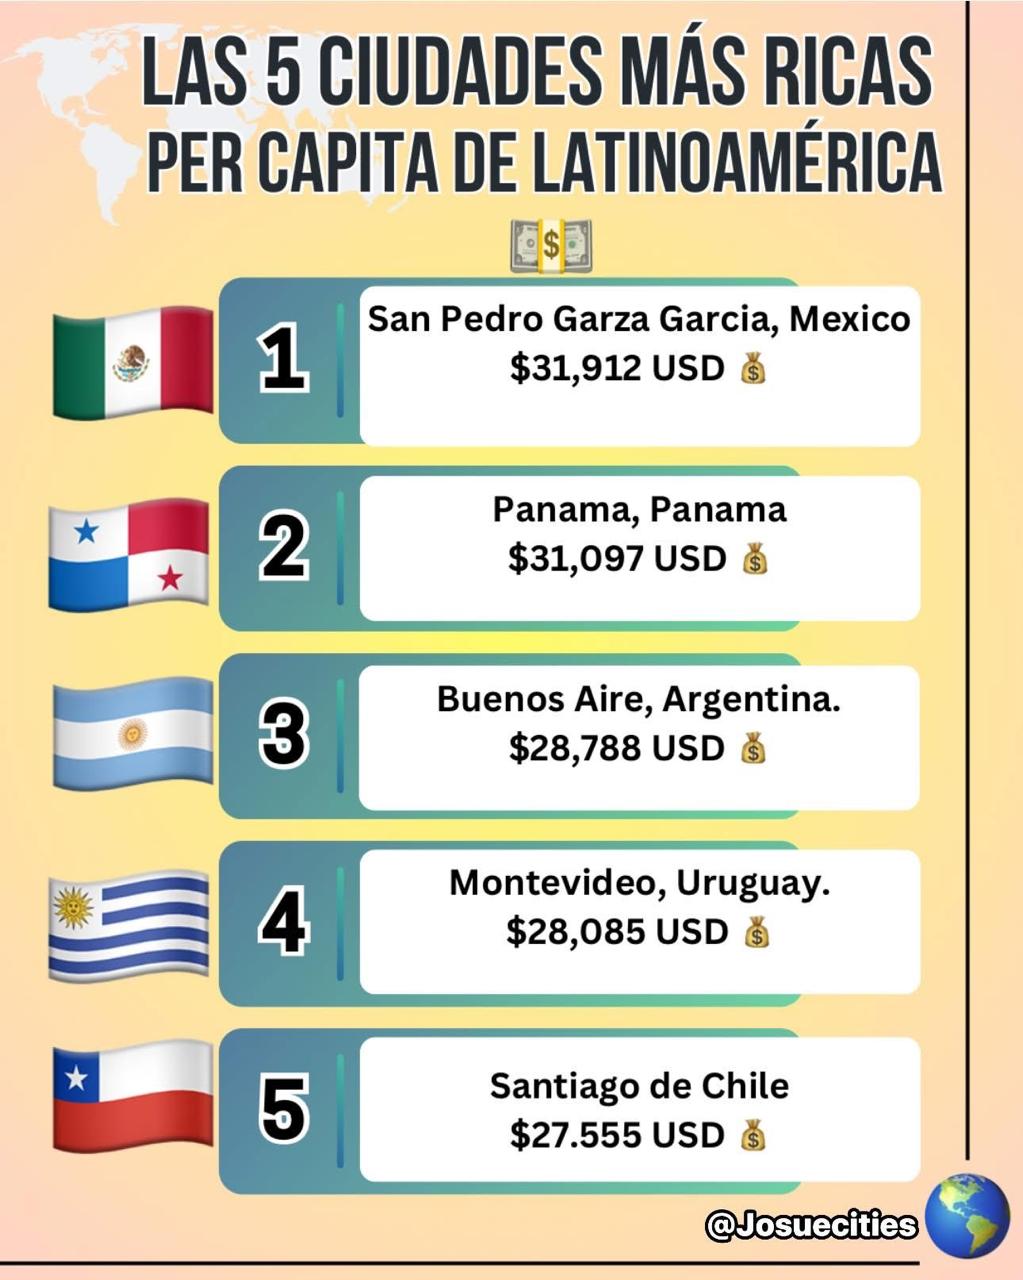 LAS 5 CIUDADES MÁS RICAS
PER CAPITA DE LATINOAMÉRICA
1
San Pedro Garza Garcia, Mexico
$31,912 USD
2
Panama, Panama
$31,097 USD
3
Buenos Aire, Argentina.
$28,788 USD
4
Montevideo, Uruguay.
$28,085 USD
5
Santiago de Chile
$27.555 USD
@Josuecities